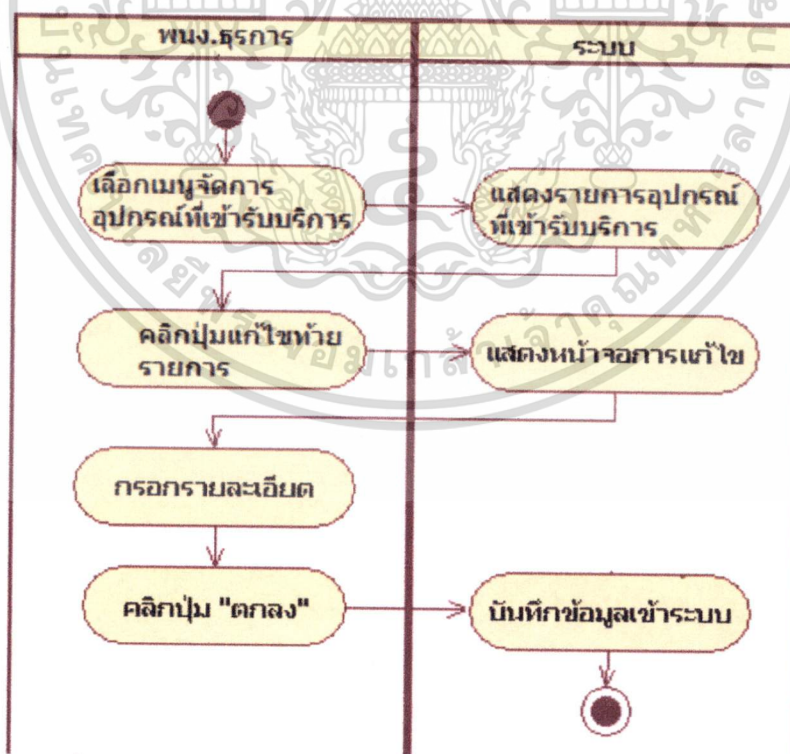 พนง.ธุรการ
ระบบ
เลือกเมนูจัดการ
อุปกรณ์ที่เข้ารับบริการ
แสดงรายการอุปกรณ์
ที่เข้ารับบริการ
คลิกปุ่มแก้ไขท้าย
รายการ
แสดงหน้าจอการแก้ไข
กรอกรายละเอียด
คลิกปุ่ม "ตกลง"
บันทึกข้อมูลเข้าระบบ